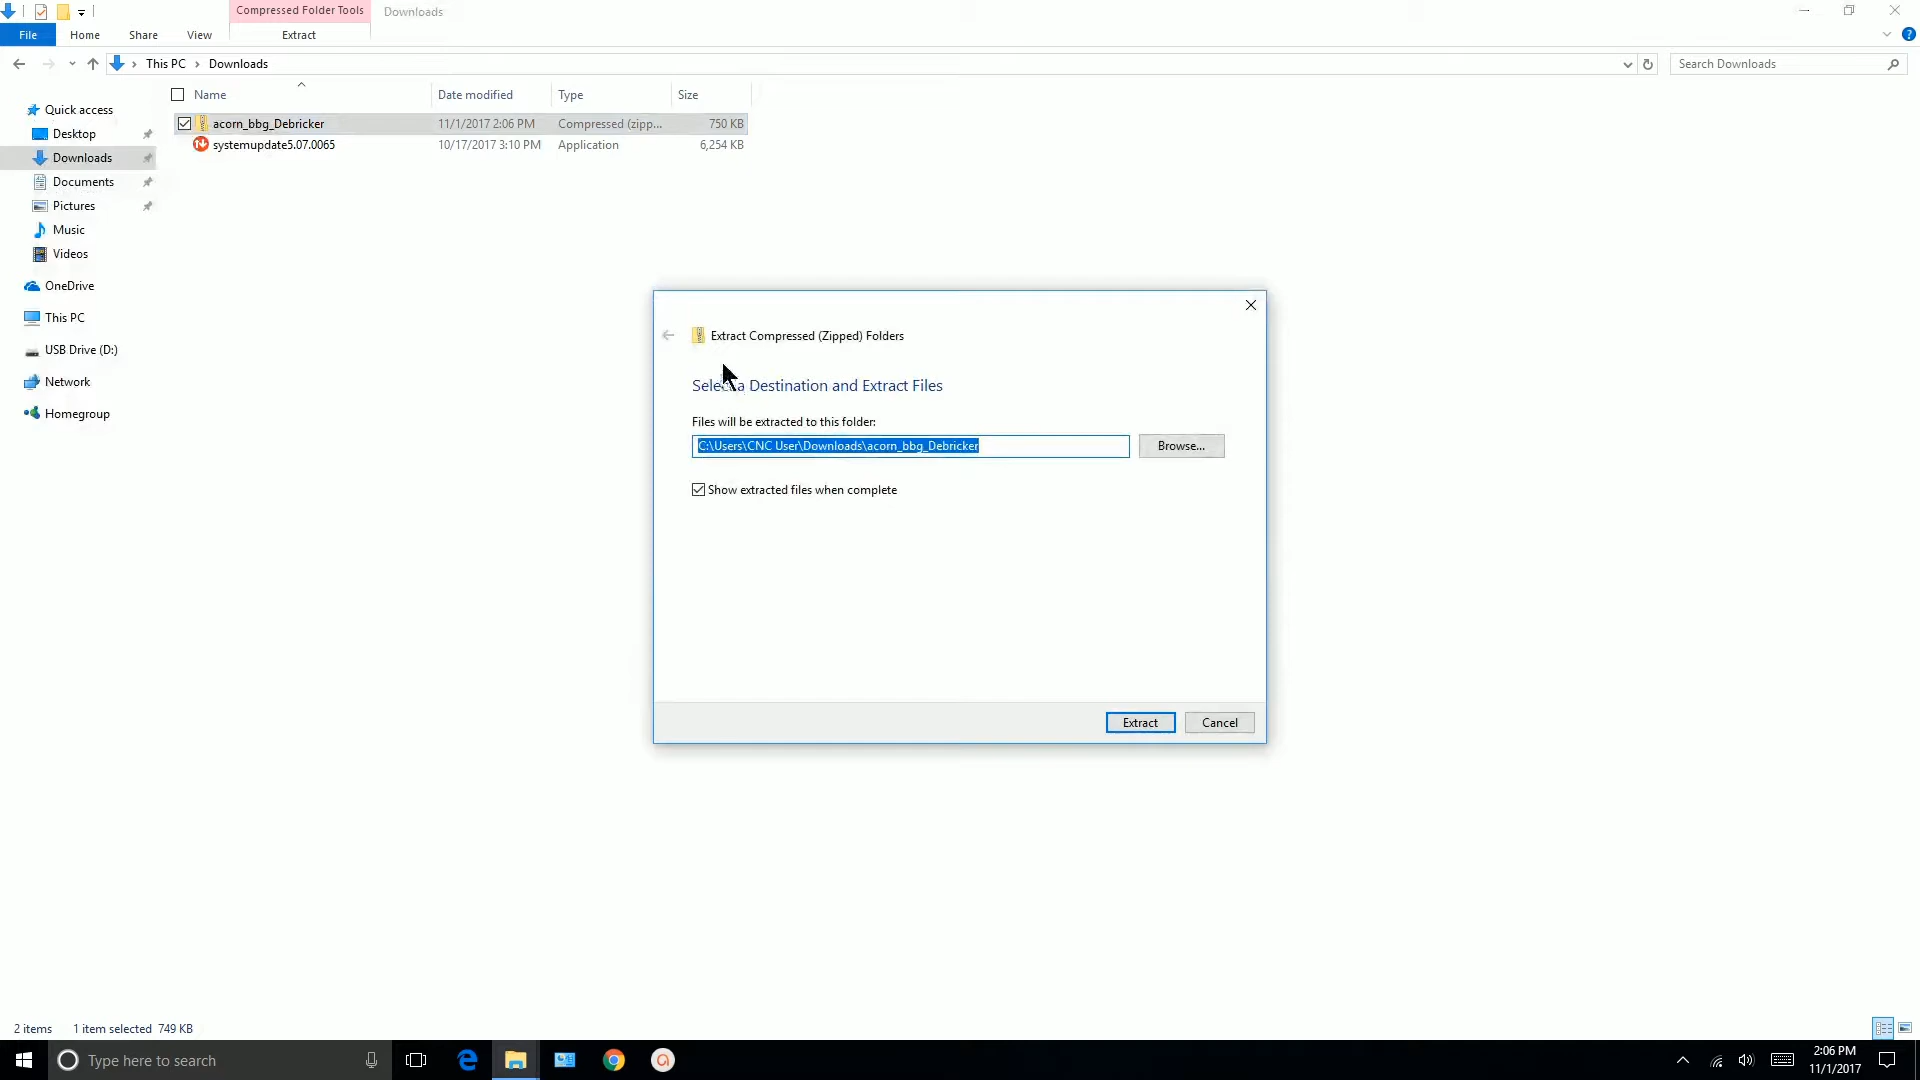 Compressed Folder Tools
Downloads
File
Home
Share
View
Extract
This PC
Downloads
Search Downloads
Name
Date modified
Type
Size
acorn_bbg_Debricker
11/1/2017 2:06 PM
Compressed (zipp...
750 KB
systemupdate5.07.0065
10/17/2017 3:10 PM
Application
6,254 KB
Quick access
Desktop
Downloads
Documents
Pictures
Music
Videos
OneDrive
This PC
USB Drive (D:)
Network
Homegroup
Extract Compressed (Zipped) Folders
Select a Destination and Extract Files
Files will be extracted to this folder:
C:\Users\CNC User\Downloads\acorn_bbg_Debricker
Browse...
Show extracted files when complete
Extract
Cancel
2 items
1 item selected 749 KB
Type here to search
2:06 PM
11/1/2017